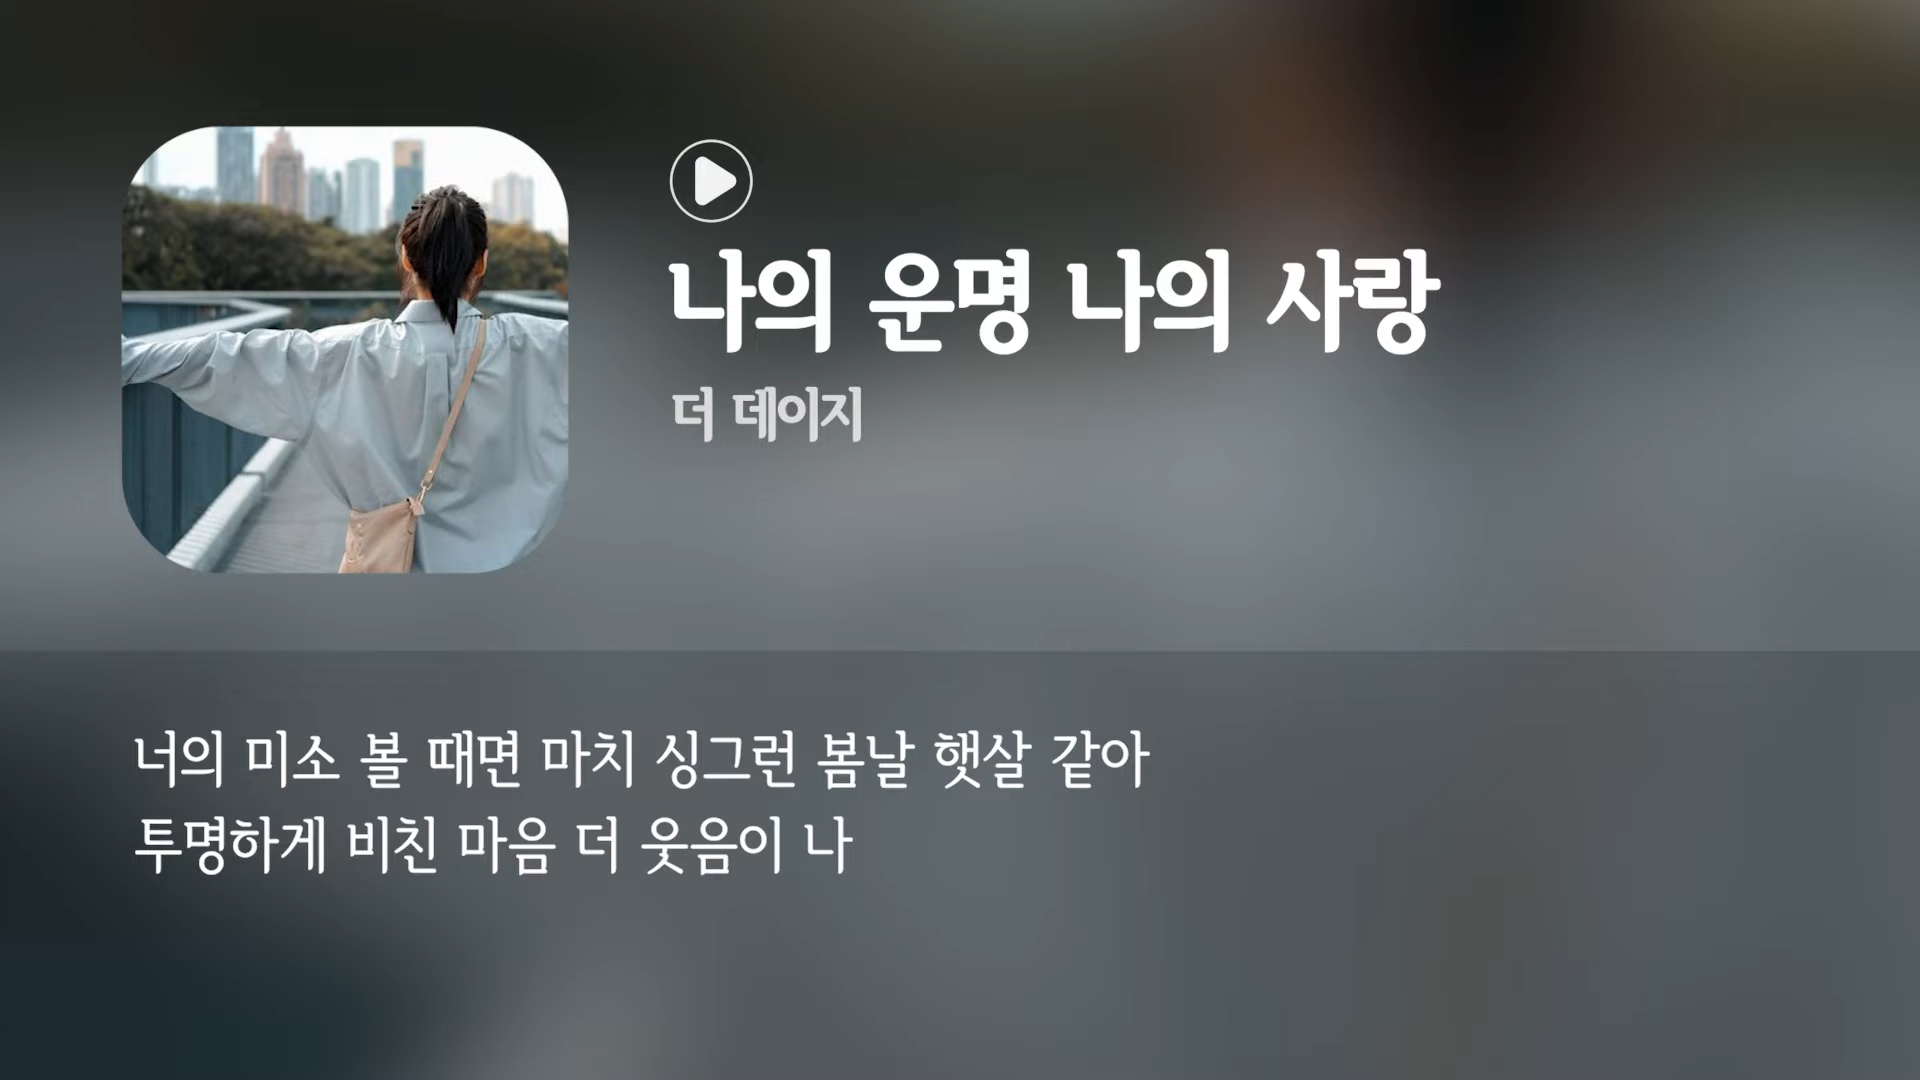 나의 운명 나의 사랑
더 데이지
너의 미소 볼 때면 마치 싱그런 봄날 햇살 같아
투명하게 비친 마음 더 웃음이 나